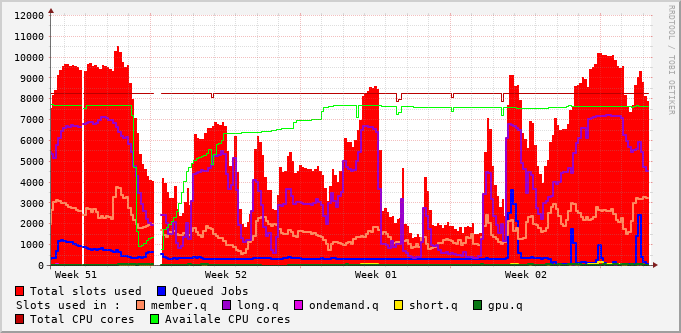 12000
11000
10000
9000
8000
7000
6000
5000
4000
3000
2000
1000
0
Week 51 Week 52 Week 01 Week 02
RRDTOOL / TOBI OETIKER
Total slots used Queued Jobs
Slots used in : member.q long.q ondemand.q short.q gpu.q
Total CPU cores Availale CPU cores